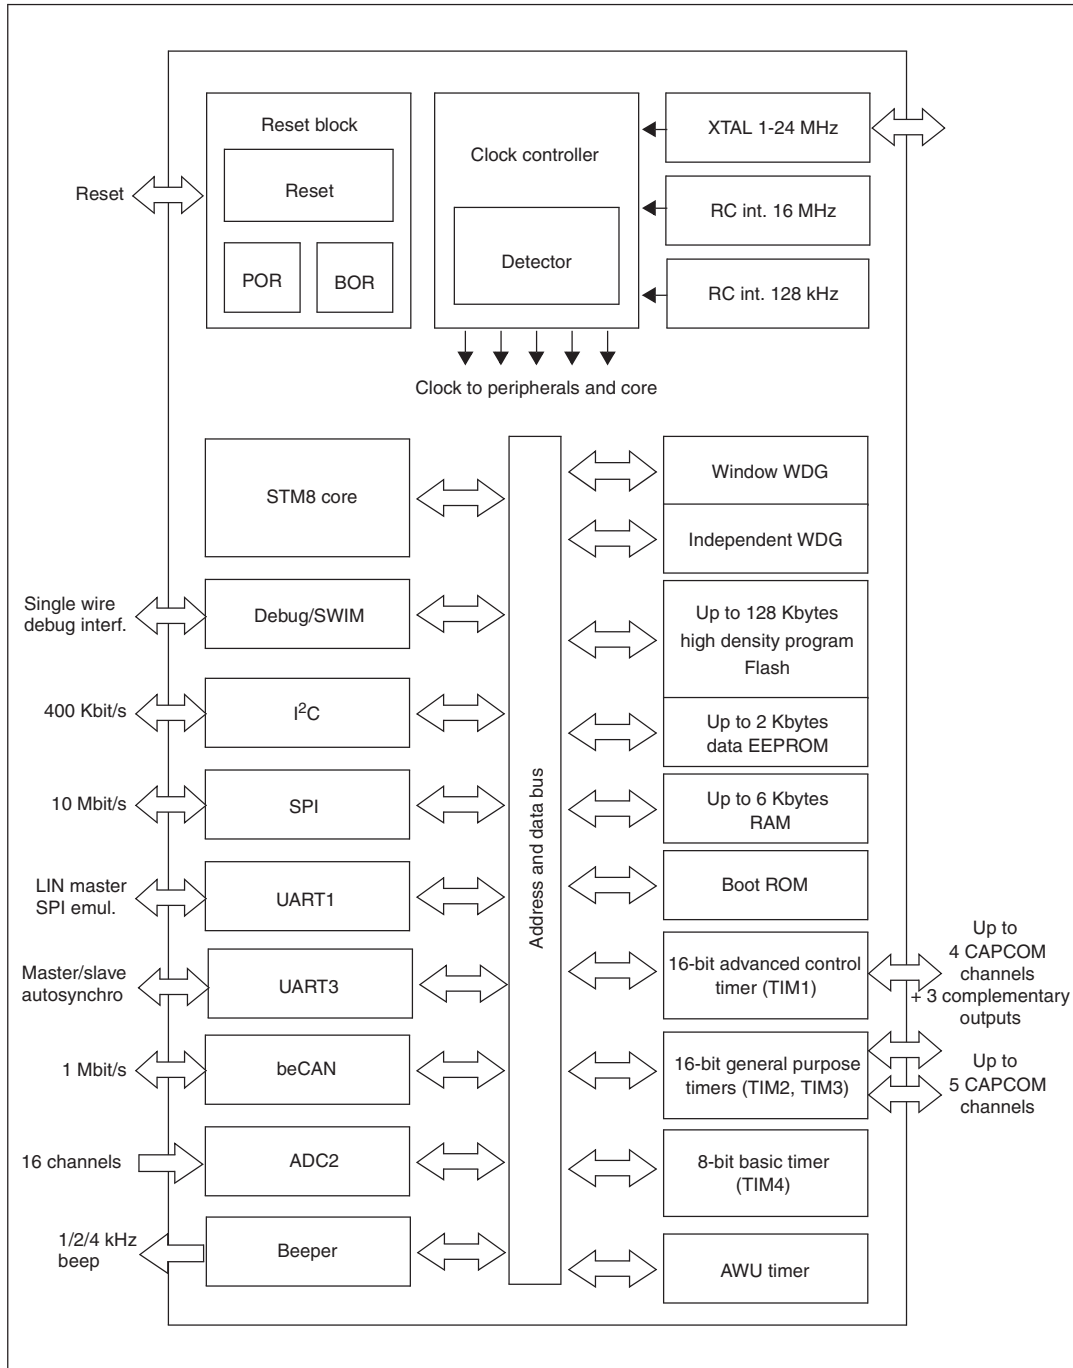 Reset block
Reset
POR
BOR
Reset
Clock controller
Detector
XTAL 1-24 MHz
RC int. 16 MHz
RC int. 128 kHz
Clock to peripherals and core
STM8 core
Single wire
debug interf.
Debug/SWIM
400 Kbit/s
I²C
10 Mbit/s
SPI
LIN master
SPI emul.
UART1
Master/slave
autosynchro
UART3
1 Mbit/s
beCAN
16 channels
ADC2
1/2/4 kHz
beep
Beeper
Address and data bus
Window WDG
Independent WDG
Up to 128 Kbytes
high density program
Flash
Up to 2 Kbytes
data EEPROM
Up to 6 Kbytes
RAM
Boot ROM
16-bit advanced control
timer (TIM1)
Up to
4 CAPCOM
channels
+ 3 complementary
outputs
16-bit general purpose
timers (TIM2, TIM3)
Up to
5 CAPCOM
channels
8-bit basic timer
(TIM4)
AWU timer